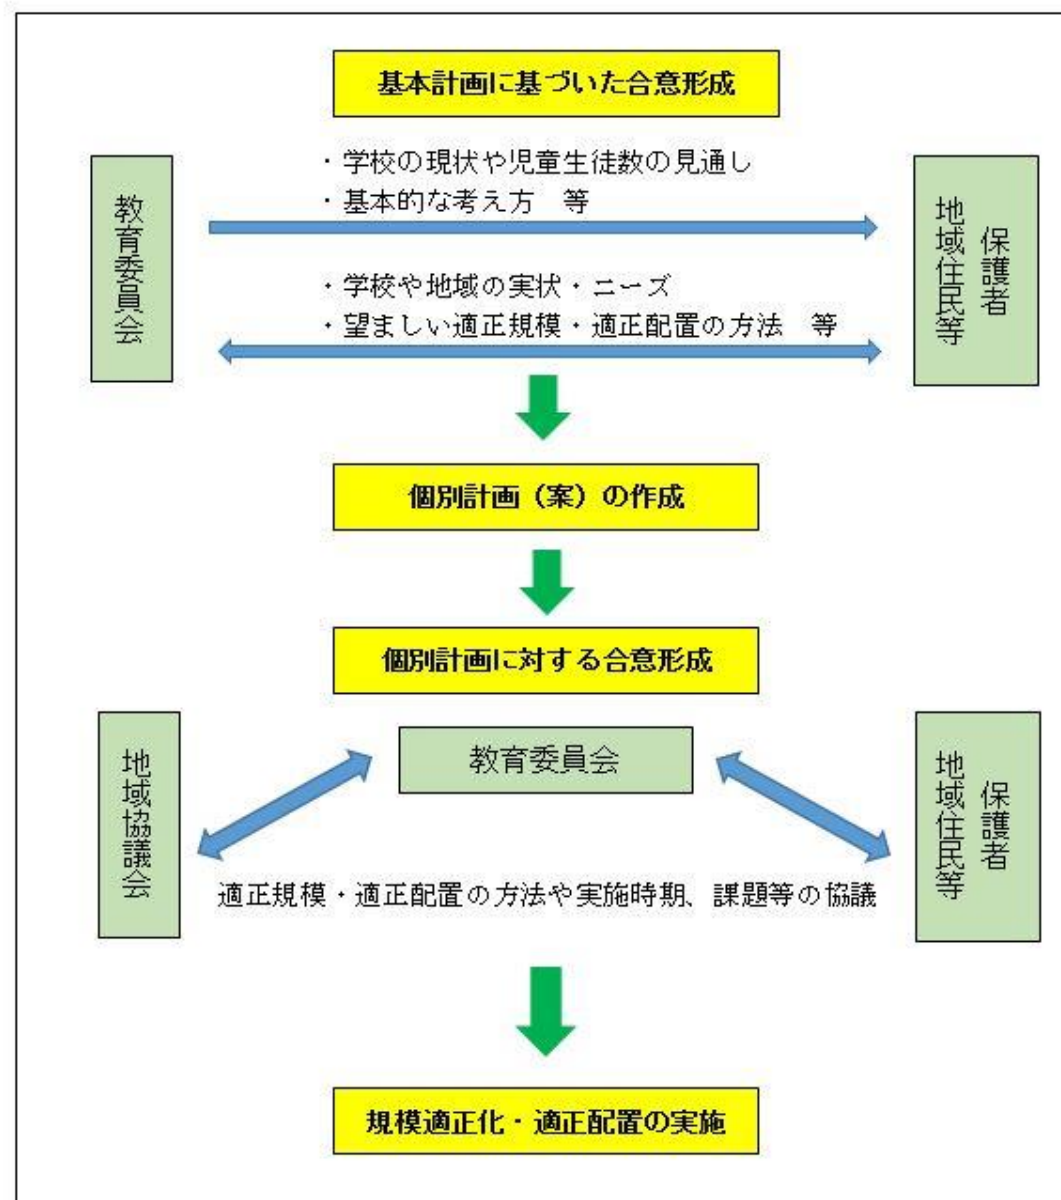 基本計画に基づいた合意形成
・学校の現状や児童生徒数の見通し
・基本的な考え方　等
教育委員会
保護者
地域住民等
・学校や地域の実状・ニーズ
・望ましい適正規模・適正配置の方法　等
個別計画（案）の作成
個別計画に対する合意形成
地域協議会
教育委員会
保護者
地域住民等
適正規模・適正配置の方法や実施時期、課題等の協議
規模適正化・適正配置の実施